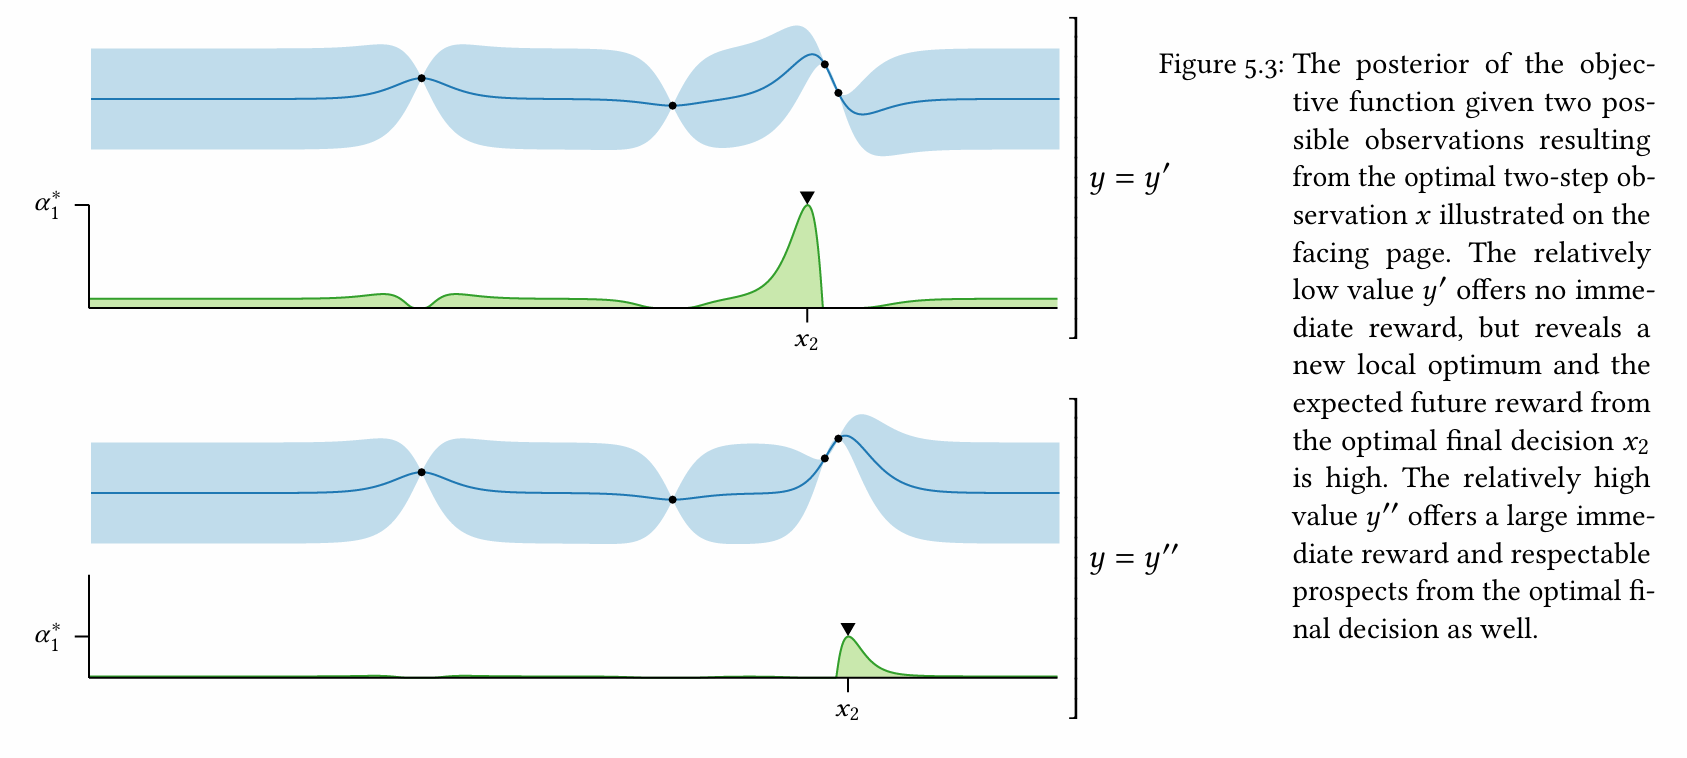 α₁*
x₂
y = y′
α₁*
x₂
y = y′′
Figure 5.3: The posterior of the objec-
tive function given two pos-
sible observations resulting
from the optimal two-step ob-
servation x illustrated on the
facing page. The relatively
low value y′ offers no imme-
diate reward, but reveals a
new local optimum and the
expected future reward from
the optimal final decision x₂
is high. The relatively high
value y′′ offers a large imme-
diate reward and respectable
prospects from the optimal fi-
nal decision as well.